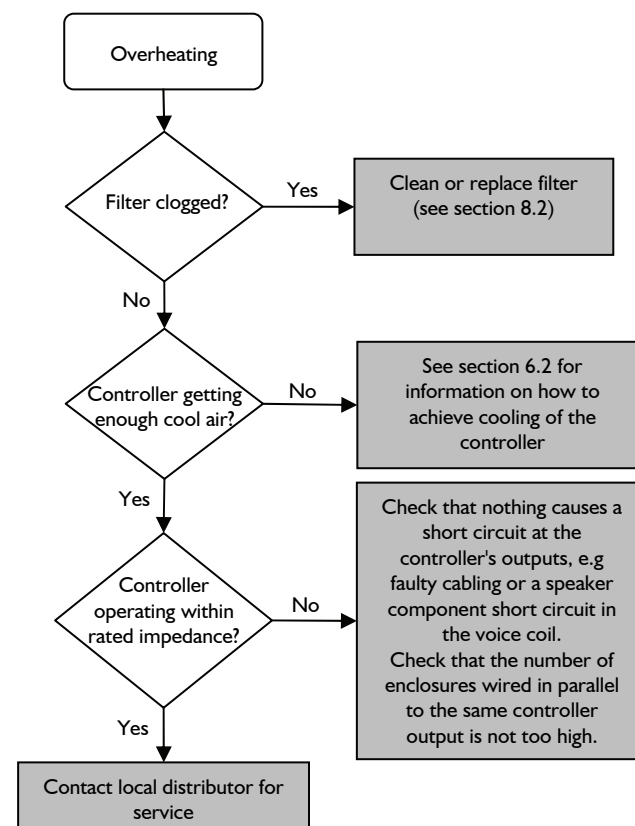 Overheating
Filter clogged?
Yes
Clean or replace filter
(see section 8.2)
No
Controller getting
enough cool air?
No
See section 6.2 for
information on how to
achieve cooling of the
controller
Yes
Controller
operating within
rated impedance?
No
Check that nothing causes a
short circuit at the
controller's outputs, e.g
faulty cabling or a speaker
component short circuit in
the voice coil.
Check that the number of
enclosures wired in parallel
to the same controller
output is not too high.
Yes
Contact local distributor for
service